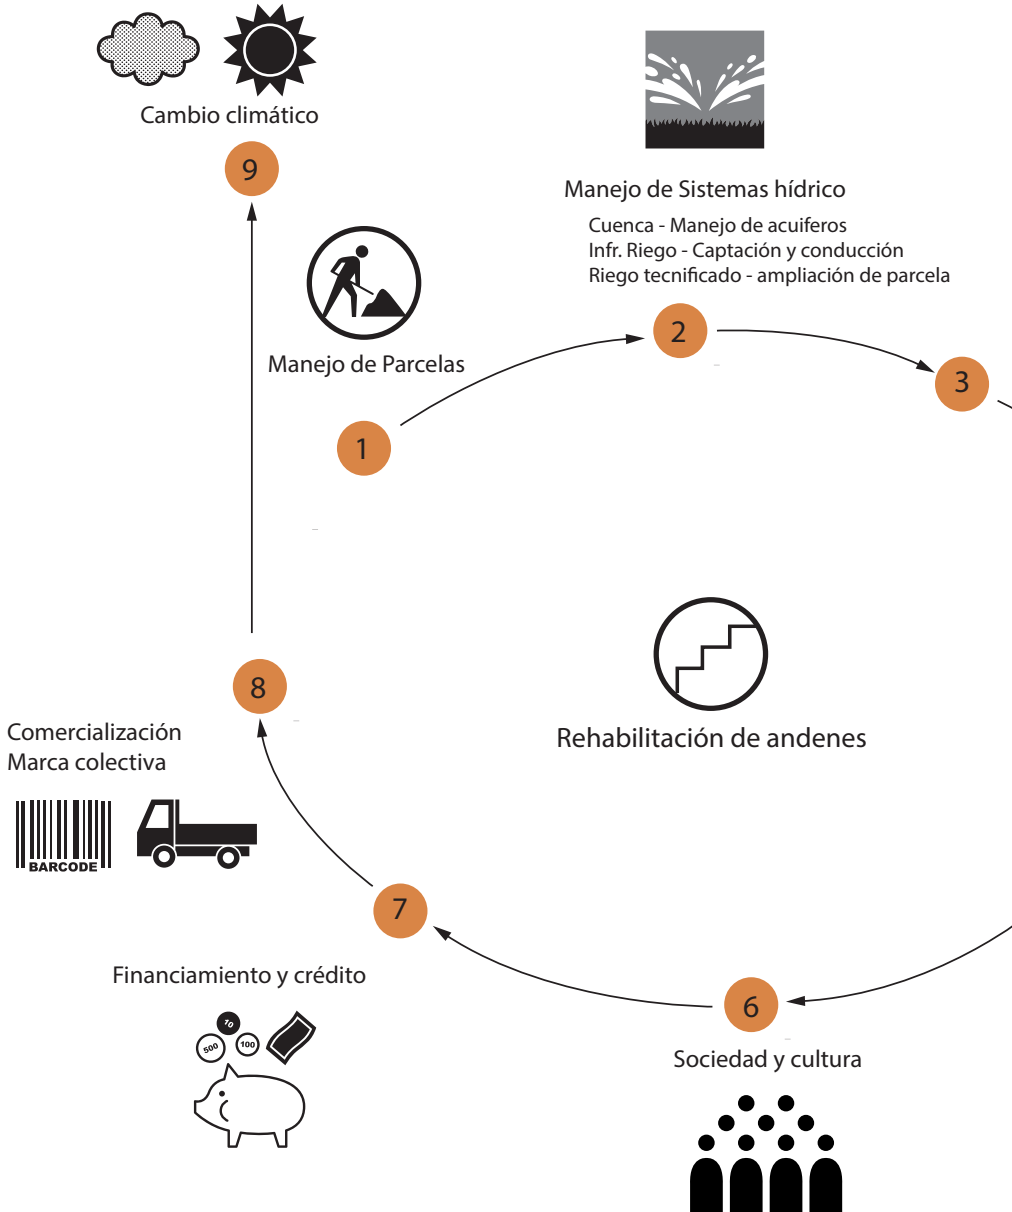 Cambio climático
9
Manejo de Sistemas hídrico
Cuenca - Manejo de acuiferos
Infr. Riego - Captación y conducción
Riego tecnificado - ampliación de parcela
2
3
Manejo de Parcelas
1
Rehabilitación de andenes
8
Comercialización
Marca colectiva
BARCODE
7
Financiamiento y crédito
10
500
100
6
Sociedad y cultura